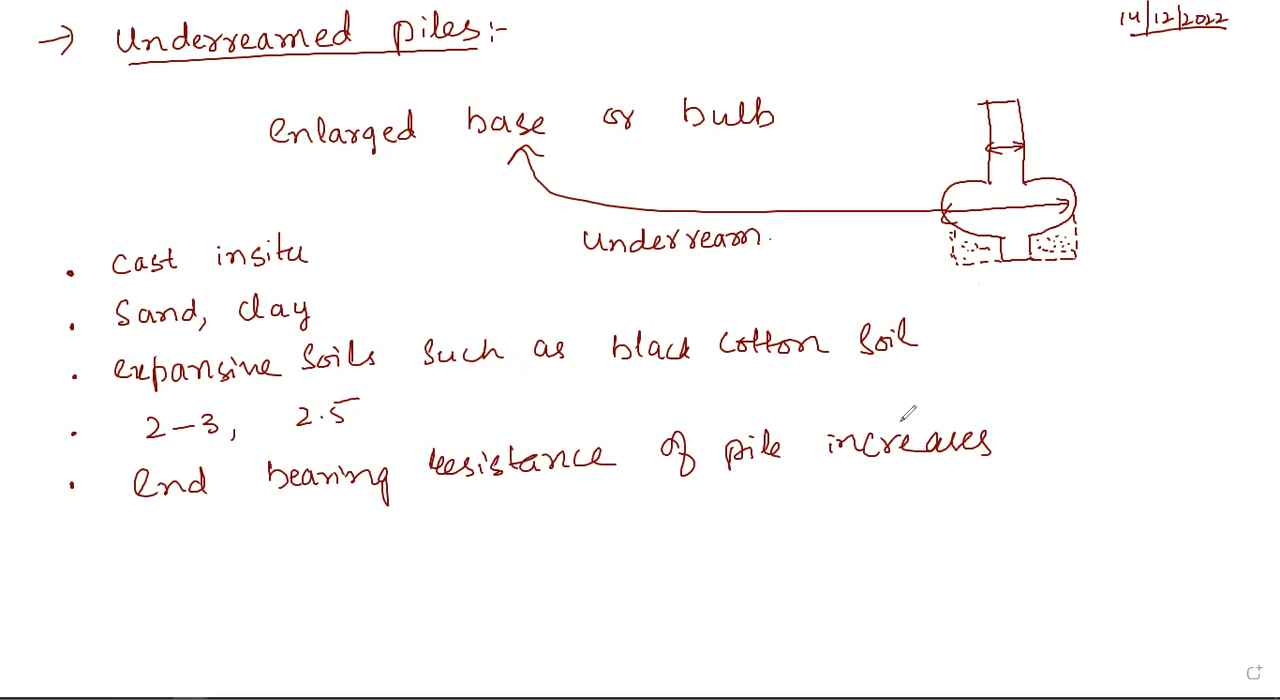 → Underreamed piles:-
14/12/2022
enlarged base or bulb
Underream.
• cast insitu
• Sand, clay
• expansive soils such as black cotton soil
• 2-3, 2.5
• end bearing resistance of pile increases